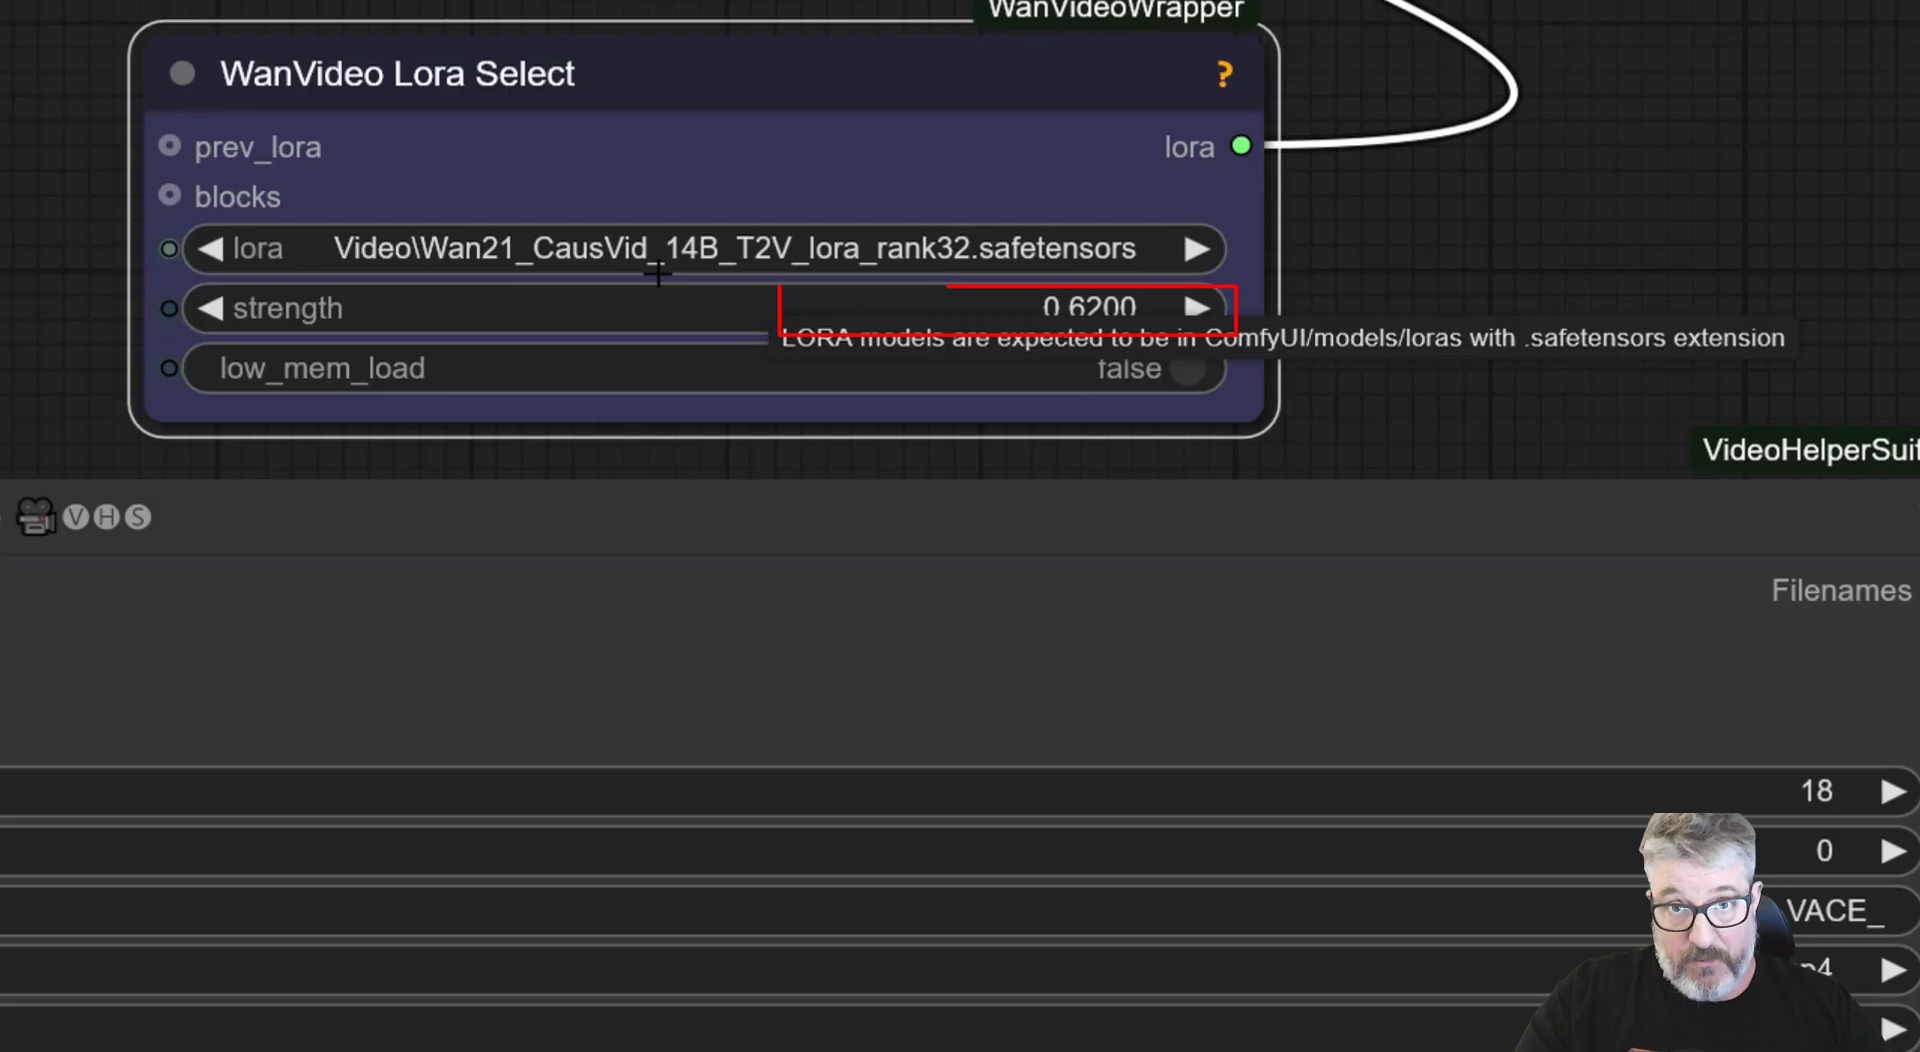 WanVideoWrapper
WanVideo Lora Select ?
prev_lora lora
blocks
lora Video\Wan21_CausVid_14B_T2V_lora_rank32.safetensors
strength 0.6200
LORA models are expected to be in ComfyUI/models/loras with .safetensors extension
low_mem_load false
VideoHelperSuit
VHS
Filenames
18
0
VACE_
p4